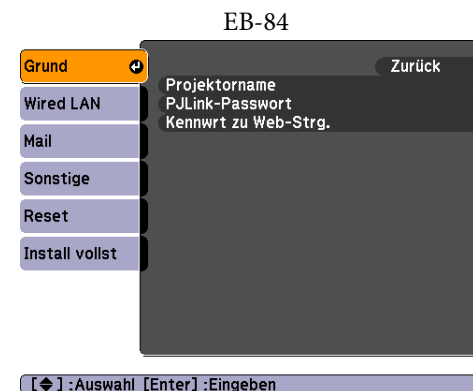 EB-84
Grund
Wired LAN
Mail
Sonstige
Reset
Install vollst
Zurück
Projektorname
PJLink-Passwort
Kennwrt zu Web-Strg.
[◆] :Auswahl [Enter] :Eingeben